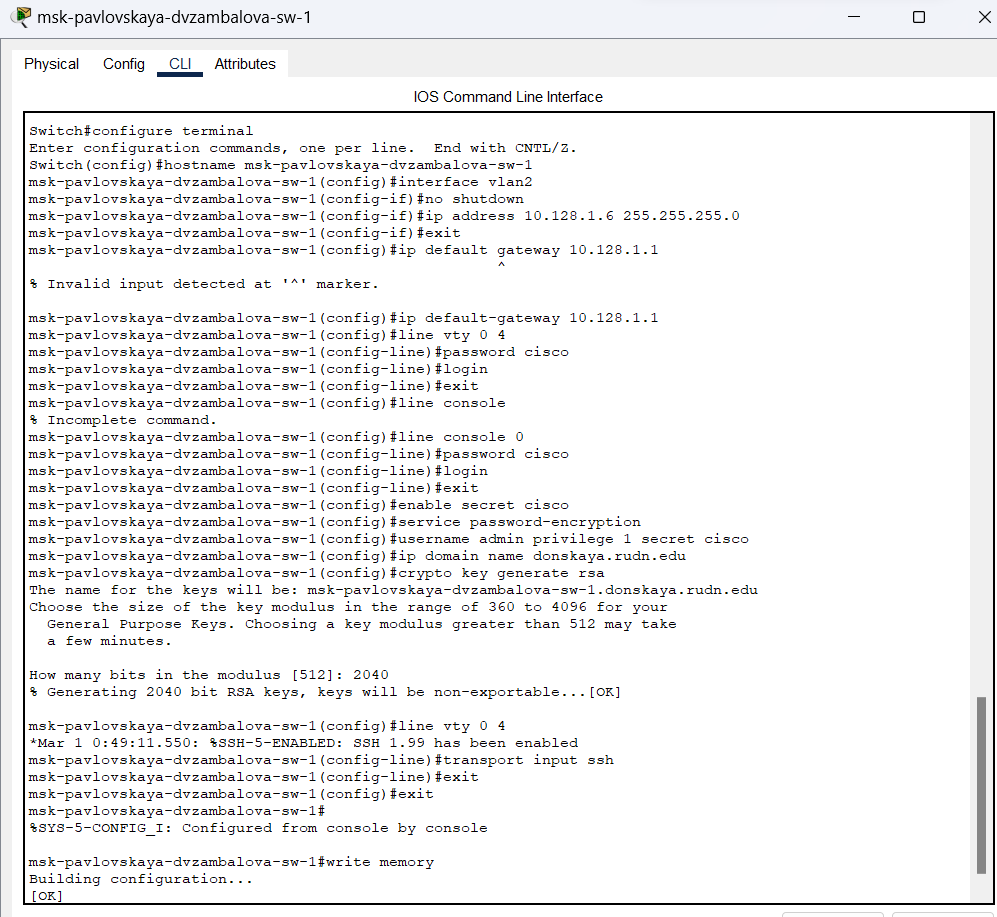 msk-pavlovskaya-dvzambalova-sw-1
Physical Config CLI Attributes
IOS Command Line Interface
Switch#configure terminal
Enter configuration commands, one per line.  End with CNTL/Z.
Switch(config)#hostname msk-pavlovskaya-dvzambalova-sw-1
msk-pavlovskaya-dvzambalova-sw-1(config)#interface vlan2
msk-pavlovskaya-dvzambalova-sw-1(config-if)#no shutdown
msk-pavlovskaya-dvzambalova-sw-1(config-if)#ip address 10.128.1.6 255.255.255.0
msk-pavlovskaya-dvzambalova-sw-1(config-if)#exit
msk-pavlovskaya-dvzambalova-sw-1(config)#ip default gateway 10.128.1.1
^
% Invalid input detected at '^' marker.
msk-pavlovskaya-dvzambalova-sw-1(config)#ip default-gateway 10.128.1.1
msk-pavlovskaya-dvzambalova-sw-1(config)#line vty 0 4
msk-pavlovskaya-dvzambalova-sw-1(config-line)#password cisco
msk-pavlovskaya-dvzambalova-sw-1(config-line)#login
msk-pavlovskaya-dvzambalova-sw-1(config-line)#exit
msk-pavlovskaya-dvzambalova-sw-1(config)#line console
% Incomplete command.
msk-pavlovskaya-dvzambalova-sw-1(config)#line console 0
msk-pavlovskaya-dvzambalova-sw-1(config-line)#password cisco
msk-pavlovskaya-dvzambalova-sw-1(config-line)#login
msk-pavlovskaya-dvzambalova-sw-1(config-line)#exit
msk-pavlovskaya-dvzambalova-sw-1(config)#enable secret cisco
msk-pavlovskaya-dvzambalova-sw-1(config)#service password-encryption
msk-pavlovskaya-dvzambalova-sw-1(config)#username admin privilege 1 secret cisco
msk-pavlovskaya-dvzambalova-sw-1(config)#ip domain name donskaya.rudn.edu
msk-pavlovskaya-dvzambalova-sw-1(config)#crypto key generate rsa
The name for the keys will be: msk-pavlovskaya-dvzambalova-sw-1.donskaya.rudn.edu
Choose the size of the key modulus in the range of 360 to 4096 for your
General Purpose Keys. Choosing a key modulus greater than 512 may take
a few minutes.
How many bits in the modulus [512]: 2040
% Generating 2040 bit RSA keys, keys will be non-exportable...[OK]
msk-pavlovskaya-dvzambalova-sw-1(config)#line vty 0 4
*Mar 1 0:49:11.550: %SSH-5-ENABLED: SSH 1.99 has been enabled
msk-pavlovskaya-dvzambalova-sw-1(config-line)#transport input ssh
msk-pavlovskaya-dvzambalova-sw-1(config-line)#exit
msk-pavlovskaya-dvzambalova-sw-1(config)#exit
msk-pavlovskaya-dvzambalova-sw-1#
%SYS-5-CONFIG_I: Configured from console by console
msk-pavlovskaya-dvzambalova-sw-1#write memory
Building configuration...
[OK]